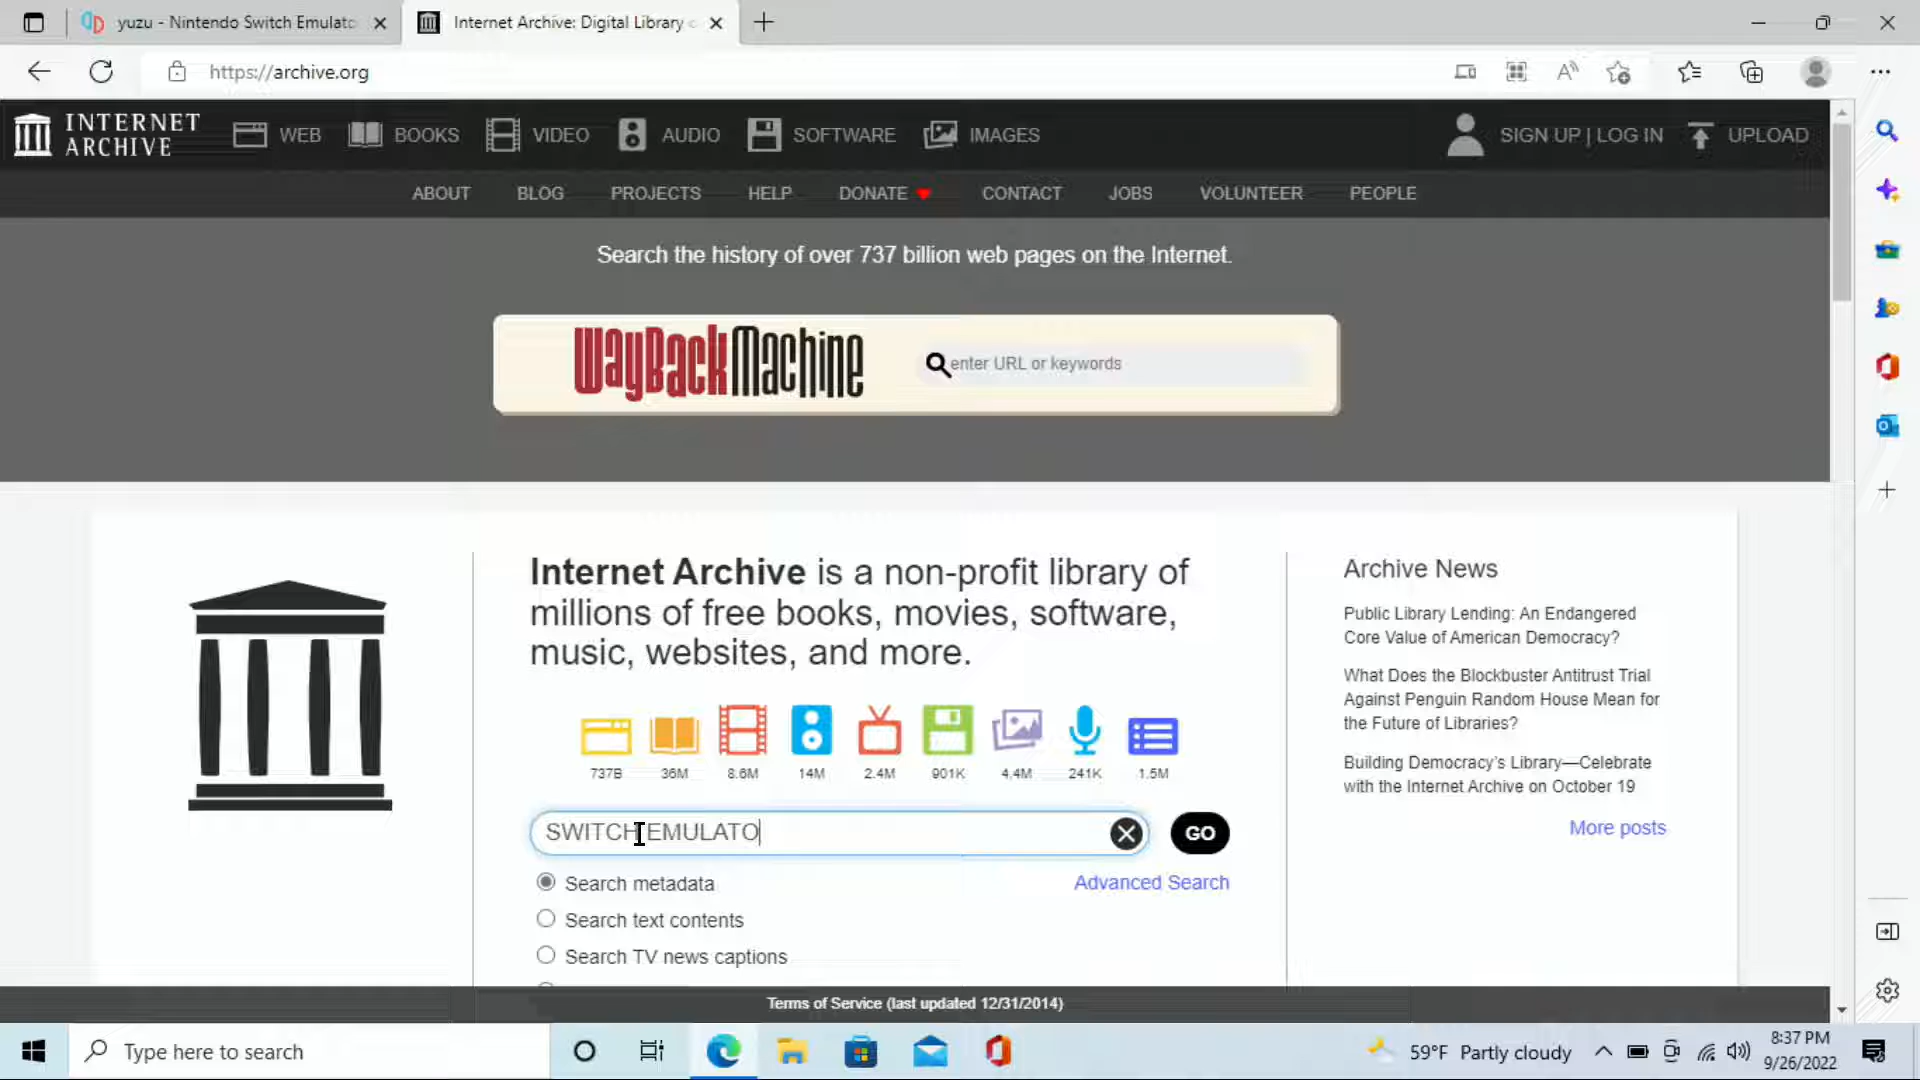 yuzu - Nintendo Switch Emulato
Internet Archive: Digital Library o
https://archive.org
INTERNET ARCHIVE
WEB
BOOKS
VIDEO
AUDIO
SOFTWARE
IMAGES
SIGN UP | LOG IN
UPLOAD
ABOUT
BLOG
PROJECTS
HELP
DONATE
CONTACT
JOBS
VOLUNTEER
PEOPLE
Search the history of over 737 billion web pages on the Internet.
WayBackMachine
enter URL or keywords
Internet Archive is a non-profit library of
millions of free books, movies, software,
music, websites, and more.
737B
36M
8.6M
14M
2.4M
901K
4.4M
241K
1.5M
SWITCH EMULATO
GO
Search metadata
Advanced Search
Search text contents
Search TV news captions
Archive News
Public Library Lending: An Endangered
Core Value of American Democracy?
What Does the Blockbuster Antitrust Trial
Against Penguin Random House Mean for
the Future of Libraries?
Building Democracy's Library—Celebrate
with the Internet Archive on October 19
More posts
Terms of Service (last updated 12/31/2014)
Type here to search
59°F Partly cloudy
8:37 PM
9/26/2022